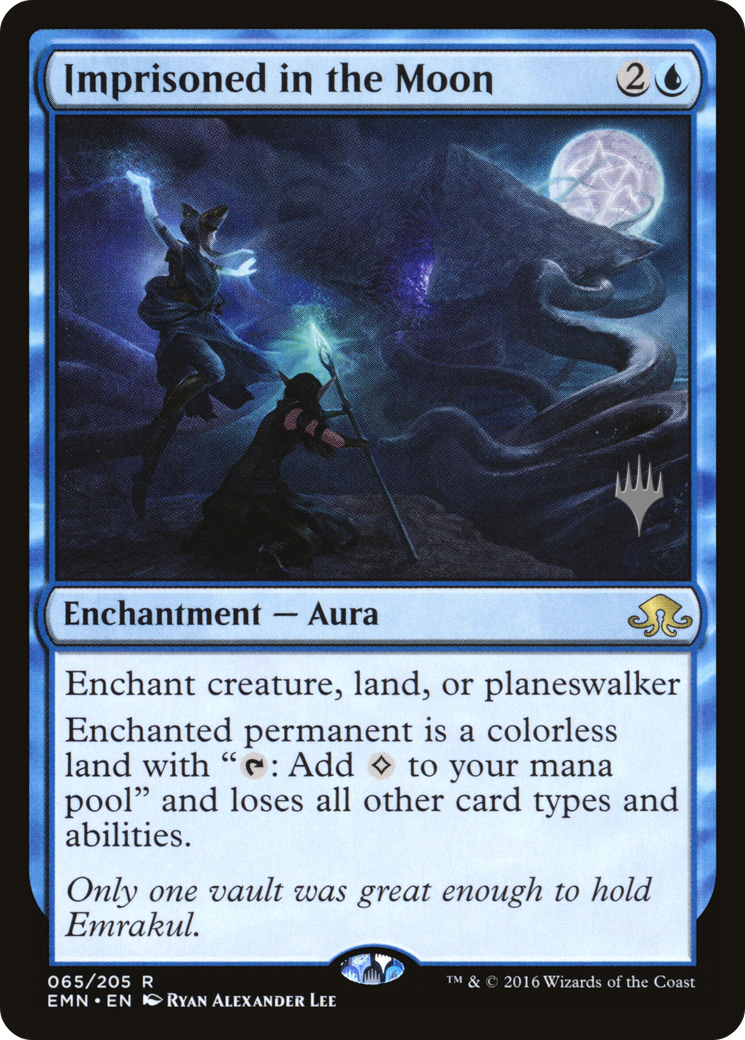 Imprisoned in the Moon 2
Enchantment — Aura
Enchant creature, land, or planeswalker
Enchanted permanent is a colorless
land with “: Add to your mana
pool” and loses all other card types and
abilities.
Only one vault was great enough to hold
Emrakul.
065/205 R
EMN • EN Ryan Alexander Lee
™ & © 2016 Wizards of the Coast